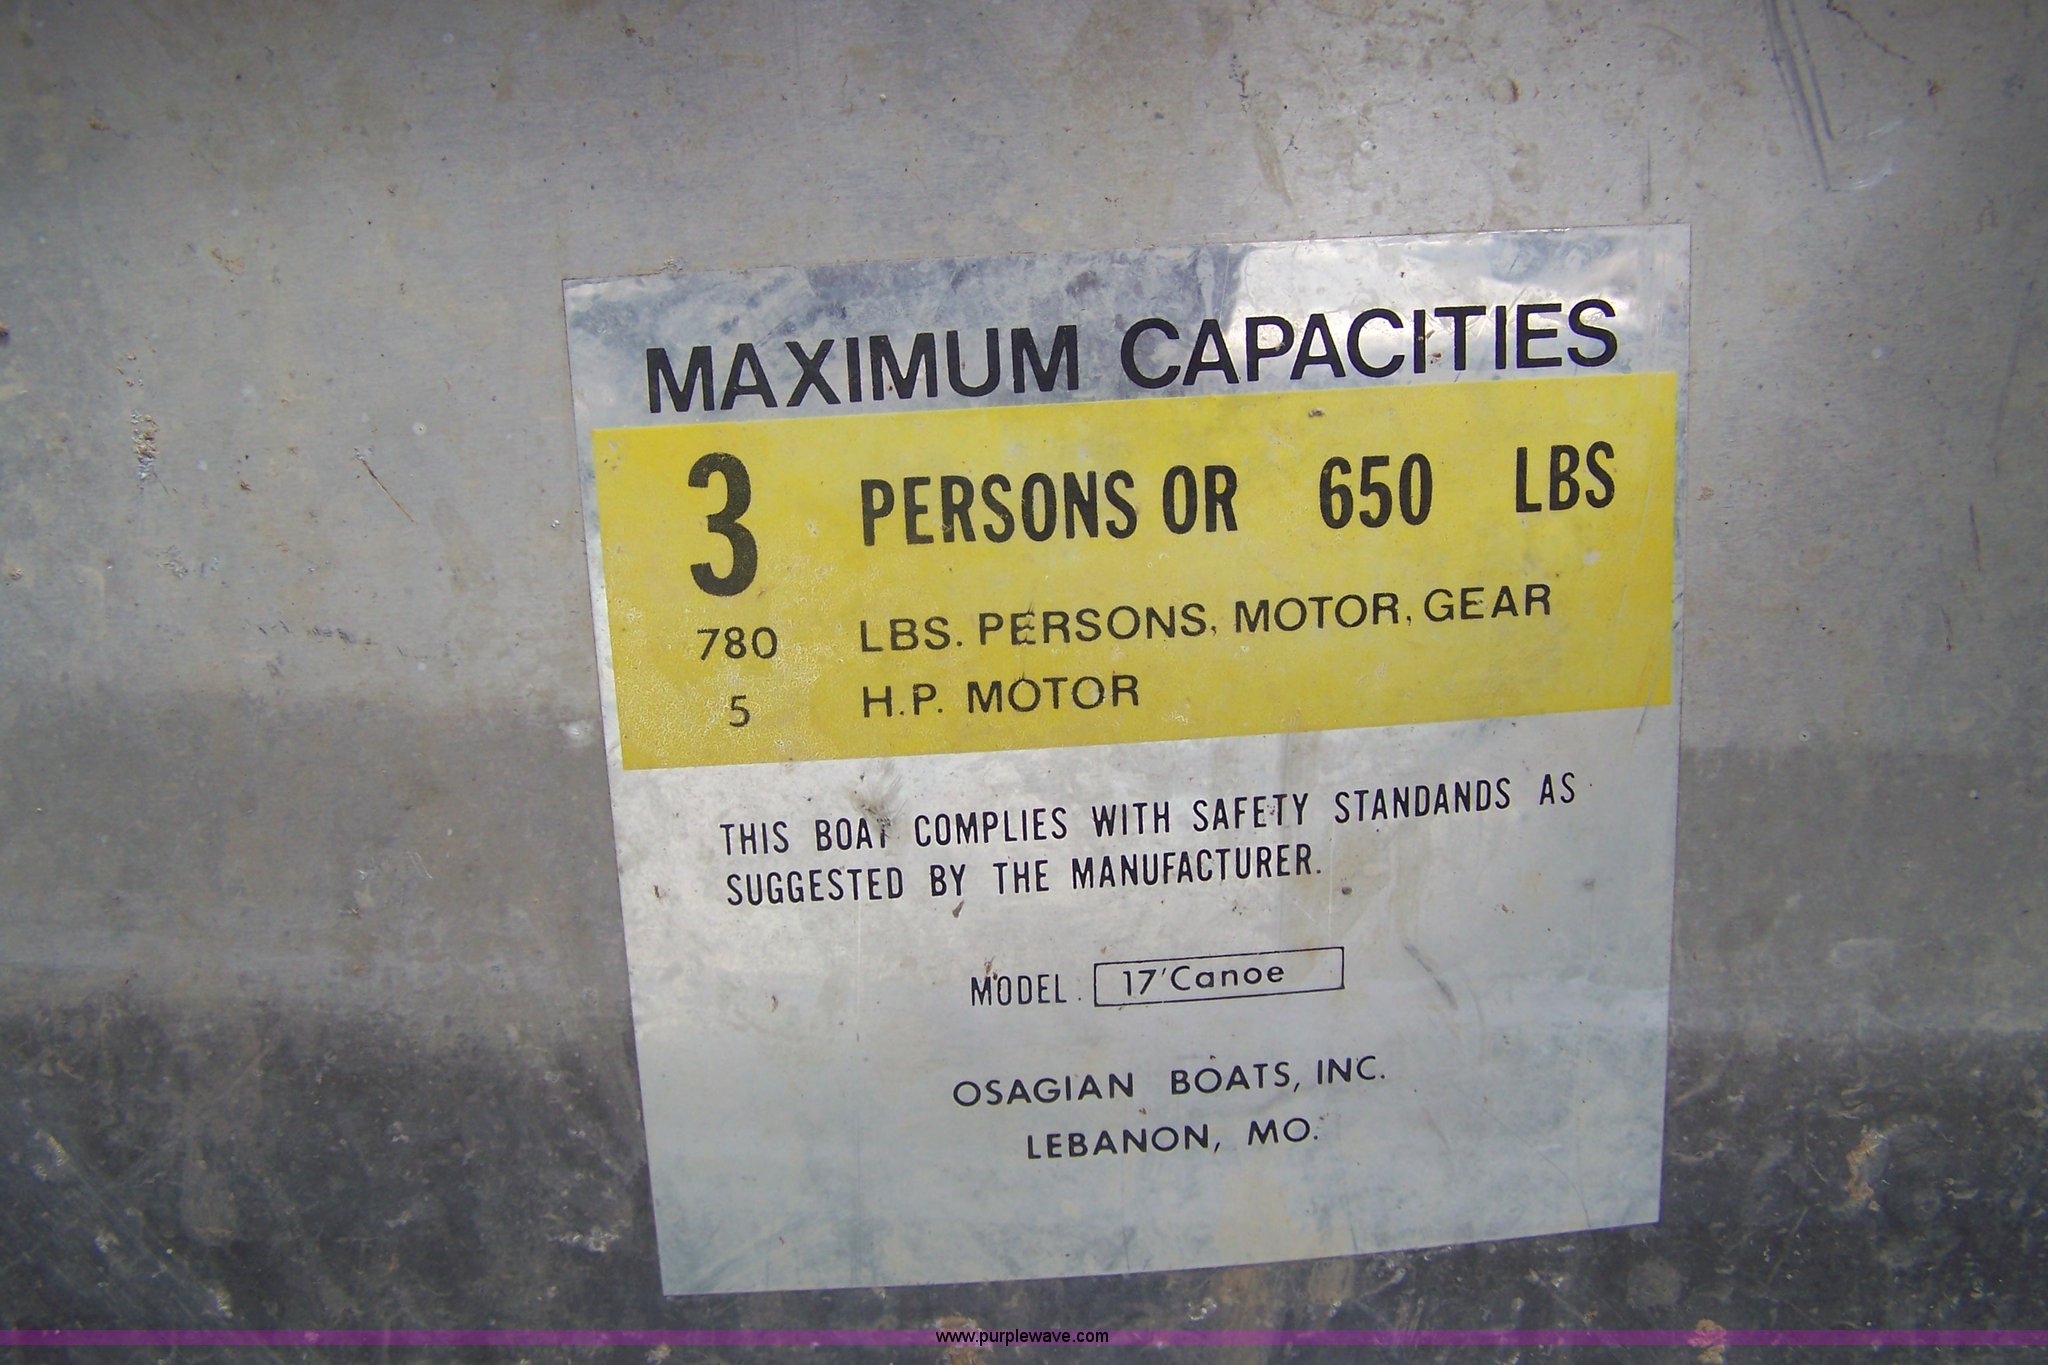 MAXIMUM CAPACITIES
3 PERSONS OR 650 LBS
780 LBS. PERSONS, MOTOR, GEAR
5 H.P. MOTOR
THIS BOAT COMPLIES WITH SAFETY STANDANDS AS
SUGGESTED BY THE MANUFACTURER.
MODEL. 17'Canoe
OSAGIAN BOATS, INC.
LEBANON, MO.
www.purplewave.com